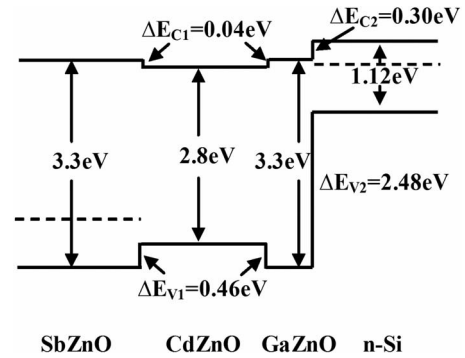 ΔE_C1=0.04eV ΔE_C2=0.30eV
1.12eV
3.3eV 2.8eV 3.3eV
ΔE_V2=2.48eV
ΔE_V1=0.46eV
SbZnO CdZnO GaZnO n-Si